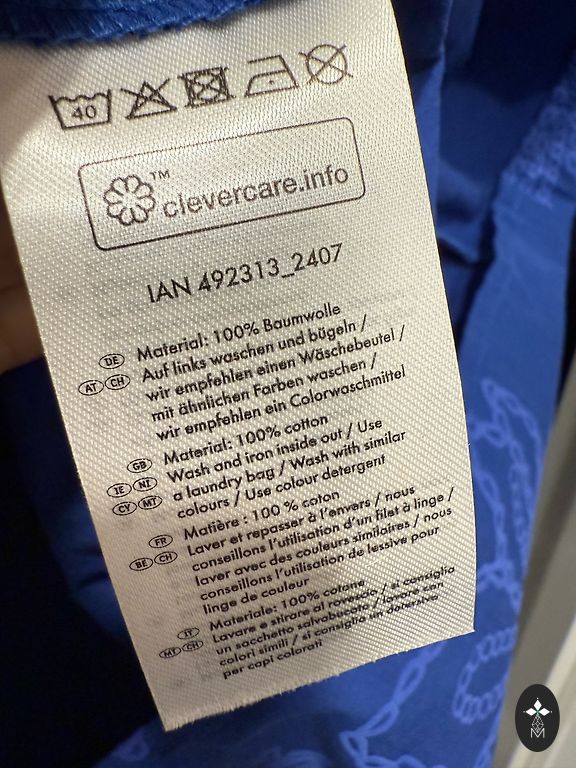 40
™
clevercare.info
IAN 492313_2407
DE
AT CH
Material: 100% Baumwolle
Auf links waschen und bügeln /
wir empfehlen einen Wäschebeutel /
mit ähnlichen Farben waschen /
wir empfehlen ein Colorwaschmittel
GB
IE NI
CY MT
Material: 100% cotton
Wash and iron inside out / Use
a laundry bag / Wash with similar
colours / Use colour detergent
FR
BE CH
Matière : 100 % coton
Laver et repasser à l'envers / nous
conseillons l'utilisation d'un filet à linge /
laver avec des couleurs similaires / nous
conseillons l'utilisation de lessive pour
linge de couleur
IT
MT CH
Materiale: 100% cotone
Lavare e stirare al rovescio / si consiglia
un sacchetto salvabucato / lavare con
colori simili / si consiglia un detersivo
per capi colorati
M